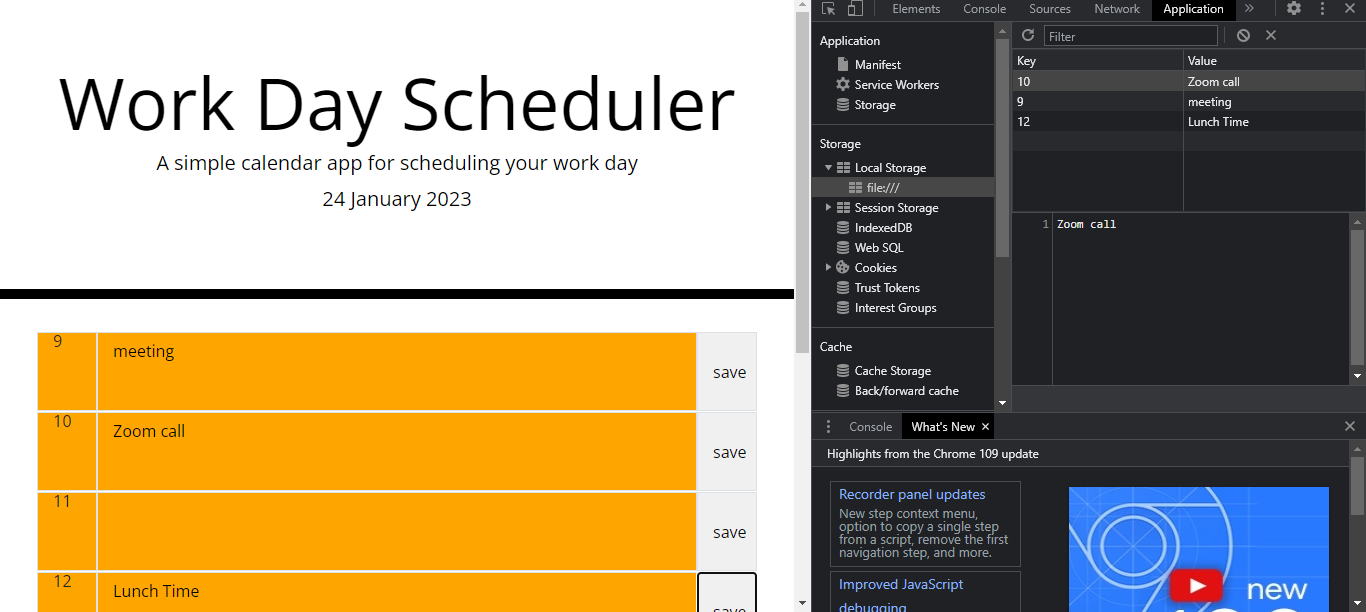 Work Day Scheduler
A simple calendar app for scheduling your work day
24 January 2023
9
meeting
save
10
Zoom call
save
11
save
12
Lunch Time
save
Elements Console Sources Network Application
Application
Manifest
Service Workers
Storage
Storage
Local Storage
file:///
Session Storage
IndexedDB
Web SQL
Cookies
Trust Tokens
Interest Groups
Cache
Cache Storage
Back/forward cache
Filter
Key Value
10 Zoom call
9 meeting
12 Lunch Time
1 Zoom call
Console What's New
Highlights from the Chrome 109 update
Recorder panel updates
New step context menu,
option to copy a single step
from a script, remove the first
navigation step, and more.
Improved JavaScript
debugging
new